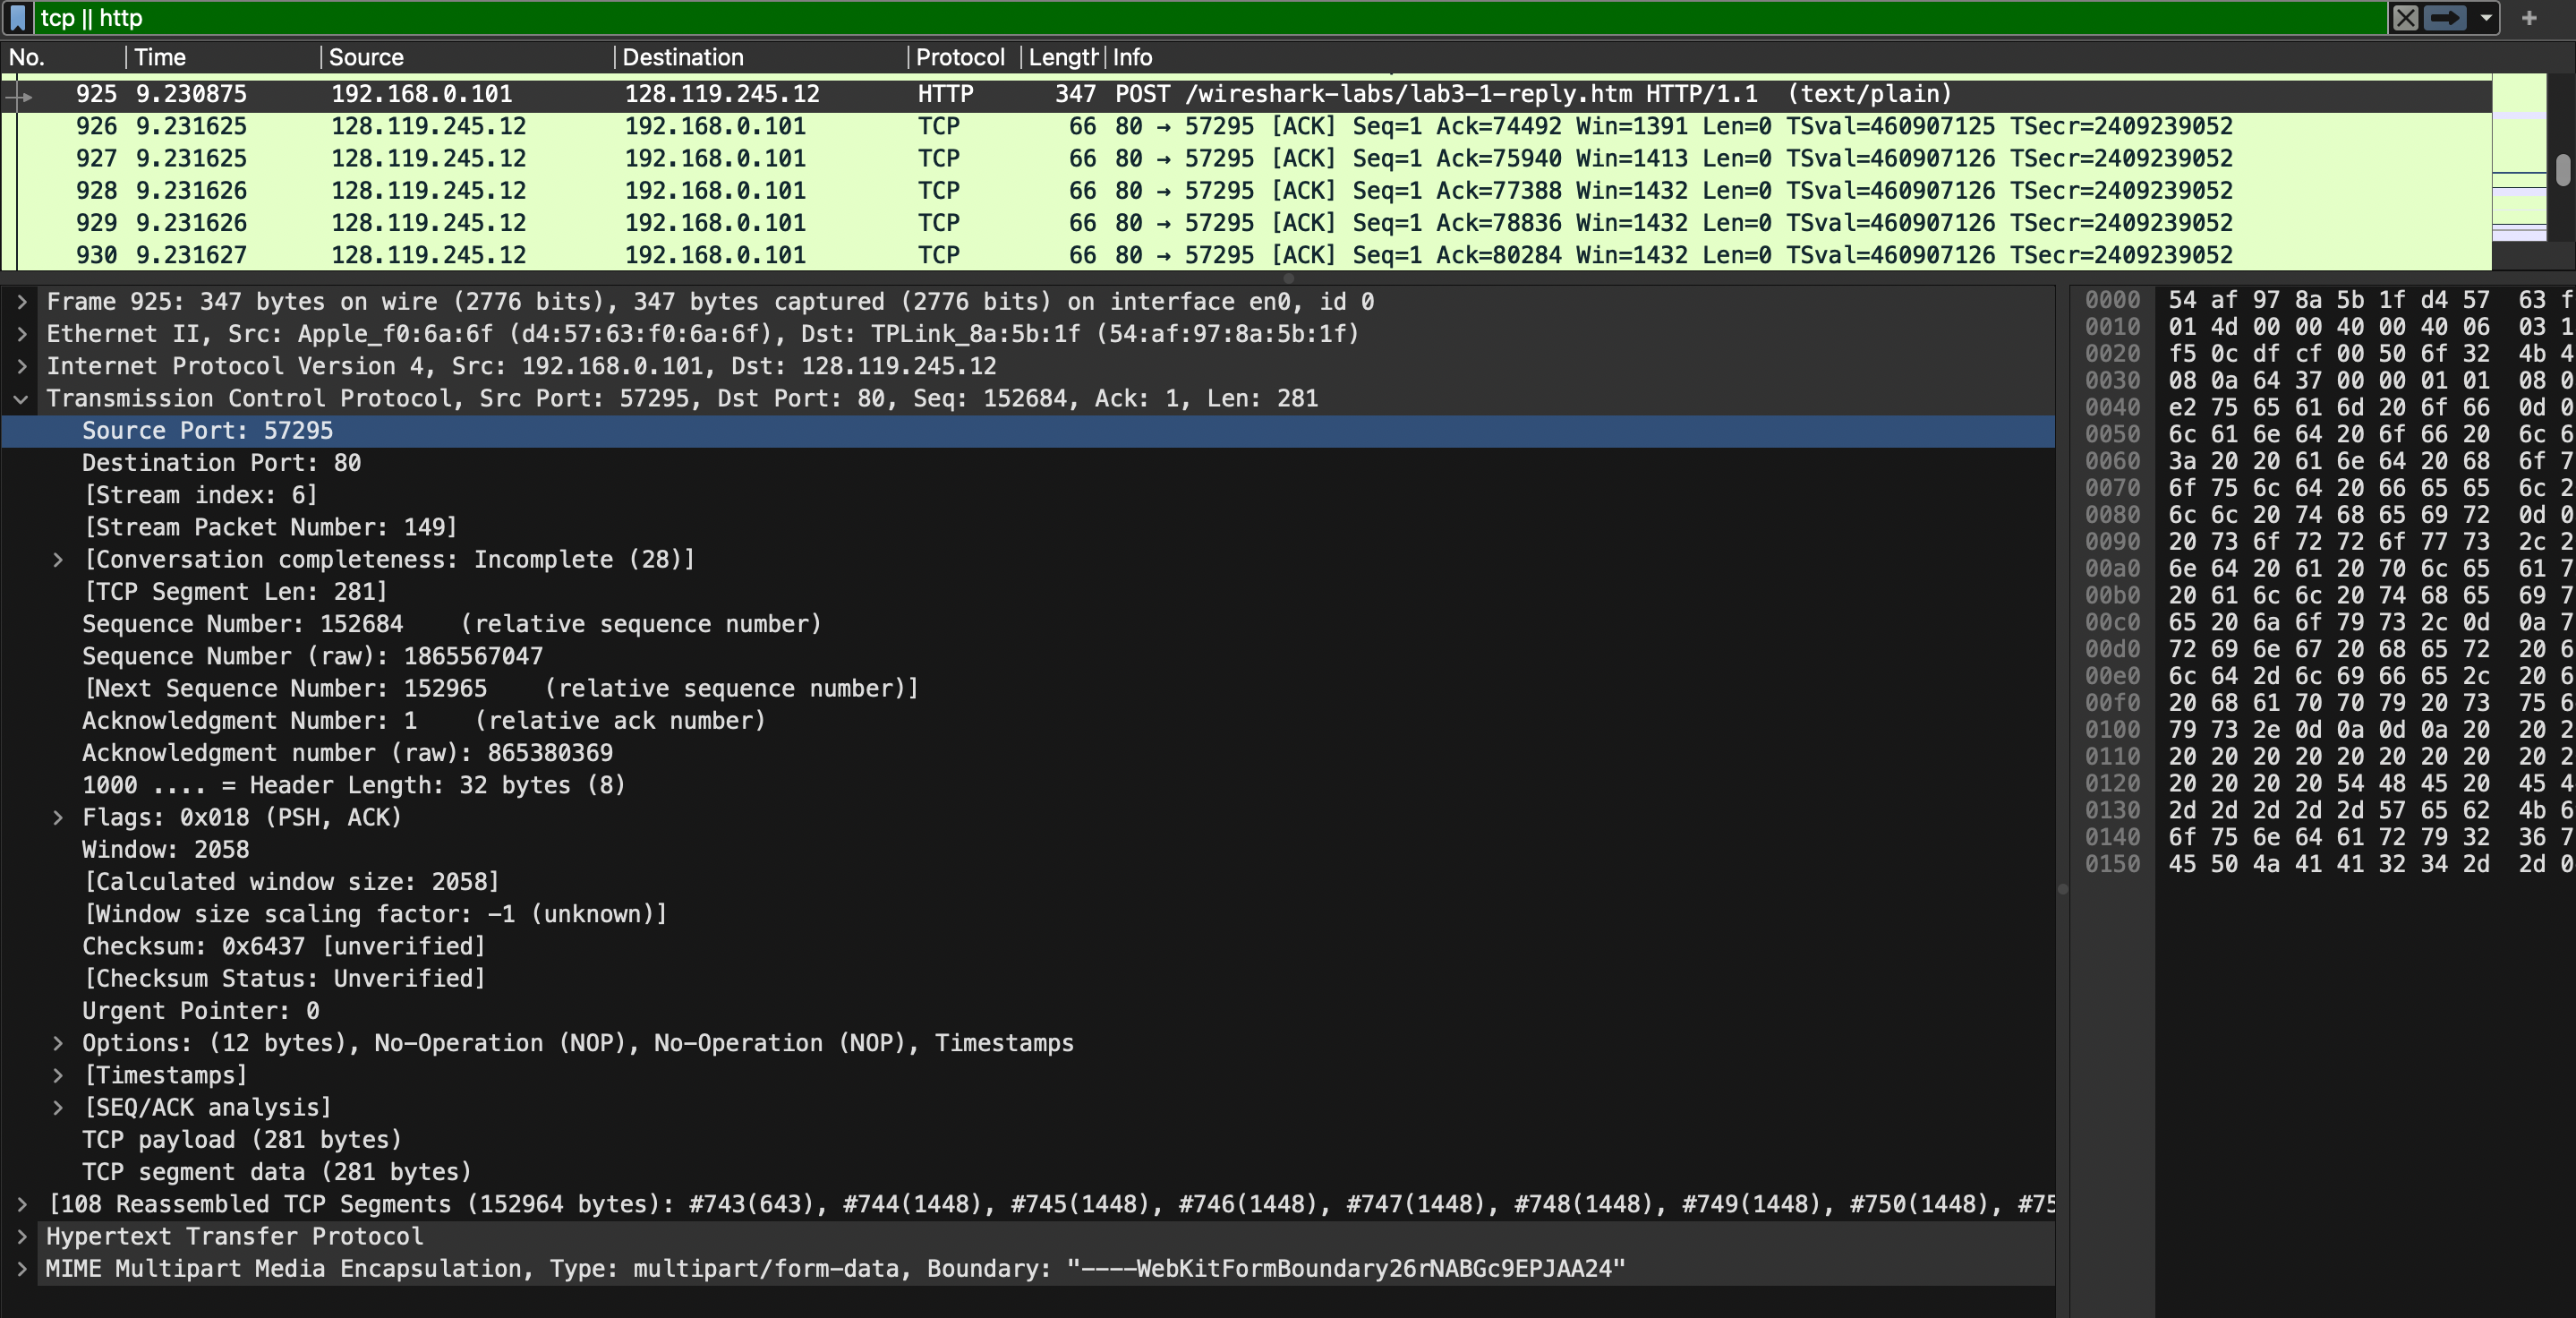 tcp || http
No. Time Source Destination Protocol Length Info
925 9.230875 192.168.0.101 128.119.245.12 HTTP 347 POST /wireshark-labs/lab3-1-reply.htm HTTP/1.1 (text/plain)
926 9.231625 128.119.245.12 192.168.0.101 TCP 66 80 → 57295 [ACK] Seq=1 Ack=74492 Win=1391 Len=0 TSval=460907125 TSecr=2409239052
927 9.231625 128.119.245.12 192.168.0.101 TCP 66 80 → 57295 [ACK] Seq=1 Ack=75940 Win=1413 Len=0 TSval=460907126 TSecr=2409239052
928 9.231626 128.119.245.12 192.168.0.101 TCP 66 80 → 57295 [ACK] Seq=1 Ack=77388 Win=1432 Len=0 TSval=460907126 TSecr=2409239052
929 9.231626 128.119.245.12 192.168.0.101 TCP 66 80 → 57295 [ACK] Seq=1 Ack=78836 Win=1432 Len=0 TSval=460907126 TSecr=2409239052
930 9.231627 128.119.245.12 192.168.0.101 TCP 66 80 → 57295 [ACK] Seq=1 Ack=80284 Win=1432 Len=0 TSval=460907126 TSecr=2409239052
Frame 925: 347 bytes on wire (2776 bits), 347 bytes captured (2776 bits) on interface en0, id 0
Ethernet II, Src: Apple_f0:6a:6f (d4:57:63:f0:6a:6f), Dst: TPLink_8a:5b:1f (54:af:97:8a:5b:1f)
Internet Protocol Version 4, Src: 192.168.0.101, Dst: 128.119.245.12
Transmission Control Protocol, Src Port: 57295, Dst Port: 80, Seq: 152684, Ack: 1, Len: 281
Source Port: 57295
Destination Port: 80
[Stream index: 6]
[Stream Packet Number: 149]
[Conversation completeness: Incomplete (28)]
[TCP Segment Len: 281]
Sequence Number: 152684 (relative sequence number)
Sequence Number (raw): 1865567047
[Next Sequence Number: 152965 (relative sequence number)]
Acknowledgment Number: 1 (relative ack number)
Acknowledgment number (raw): 865380369
1000 .... = Header Length: 32 bytes (8)
Flags: 0x018 (PSH, ACK)
Window: 2058
[Calculated window size: 2058]
[Window size scaling factor: -1 (unknown)]
Checksum: 0x6437 [unverified]
[Checksum Status: Unverified]
Urgent Pointer: 0
Options: (12 bytes), No-Operation (NOP), No-Operation (NOP), Timestamps
[Timestamps]
[SEQ/ACK analysis]
TCP payload (281 bytes)
TCP segment data (281 bytes)
[108 Reassembled TCP Segments (152964 bytes): #743(643), #744(1448), #745(1448), #746(1448), #747(1448), #748(1448), #749(1448), #750(1448), #75
Hypertext Transfer Protocol
MIME Multipart Media Encapsulation, Type: multipart/form-data, Boundary: "----WebKitFormBoundary26rNABGc9EPJAA24"
0000 54 af 97 8a 5b 1f d4 57 63 f
0010 01 4d 00 00 40 00 40 06 03 1
0020 f5 0c df cf 00 50 6f 32 4b 4
0030 08 0a 64 37 00 00 01 01 08 0
0040 e2 75 65 61 6d 20 6f 66 0d 0
0050 6c 61 6e 64 20 6f 66 20 6c 6
0060 3a 20 20 61 6e 64 20 68 6f 7
0070 6f 75 6c 64 20 66 65 65 6c 2
0080 6c 6c 20 74 68 65 69 72 0d 0
0090 20 73 6f 72 72 6f 77 73 2c 2
00a0 6e 64 20 61 20 70 6c 65 61 7
00b0 20 61 6c 6c 20 74 68 65 69 7
00c0 65 20 6a 6f 79 73 2c 0d 0a 7
00d0 72 69 6e 67 20 68 65 72 20 6
00e0 6c 64 2d 6c 69 66 65 2c 20 6
00f0 20 68 61 70 70 79 20 73 75 6
0100 79 73 2e 0d 0a 0d 0a 20 20 2
0110 20 20 20 20 20 20 20 20 20 2
0120 20 20 20 20 54 48 45 20 45 4
0130 2d 2d 2d 2d 2d 57 65 62 4b 6
0140 6f 75 6e 64 61 72 79 32 36 7
0150 45 50 4a 41 41 32 34 2d 2d 0